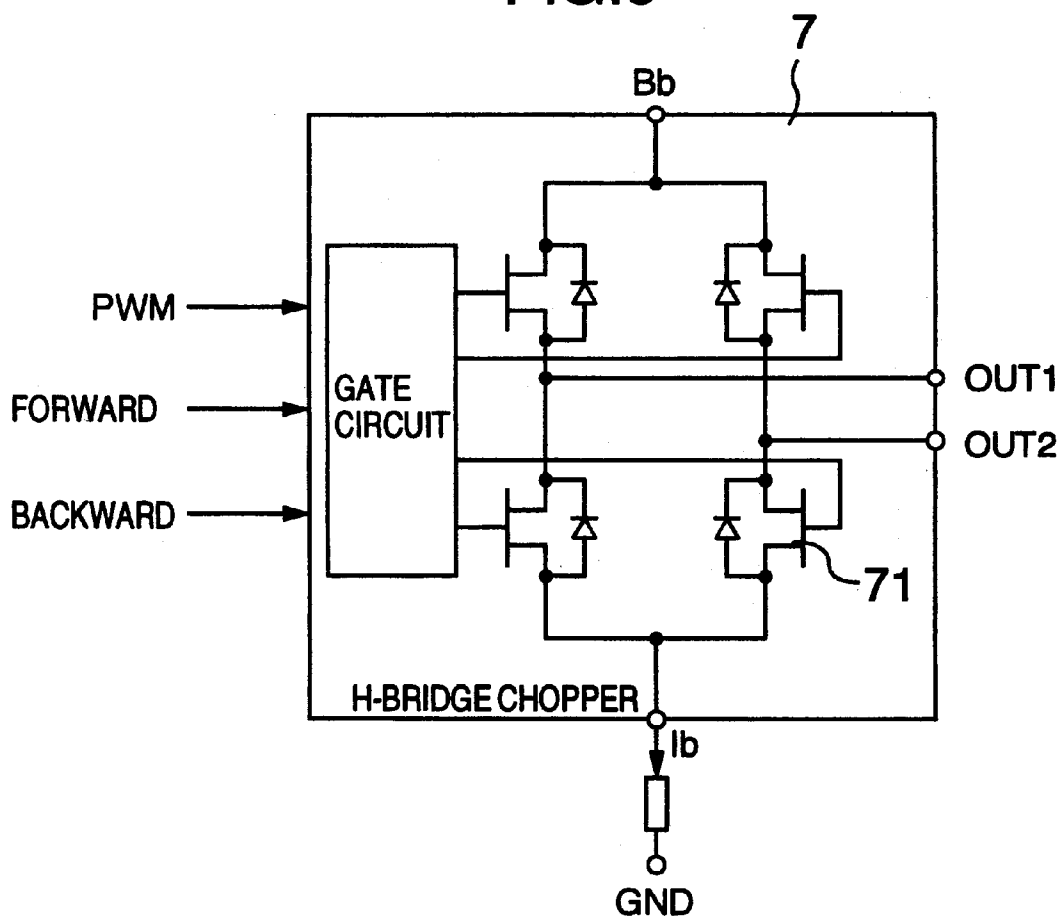 7
Bb
PWM
FORWARD
BACKWARD
GATE
CIRCUIT
OUT1
OUT2
71
H-BRIDGE CHOPPER
Ib
GND